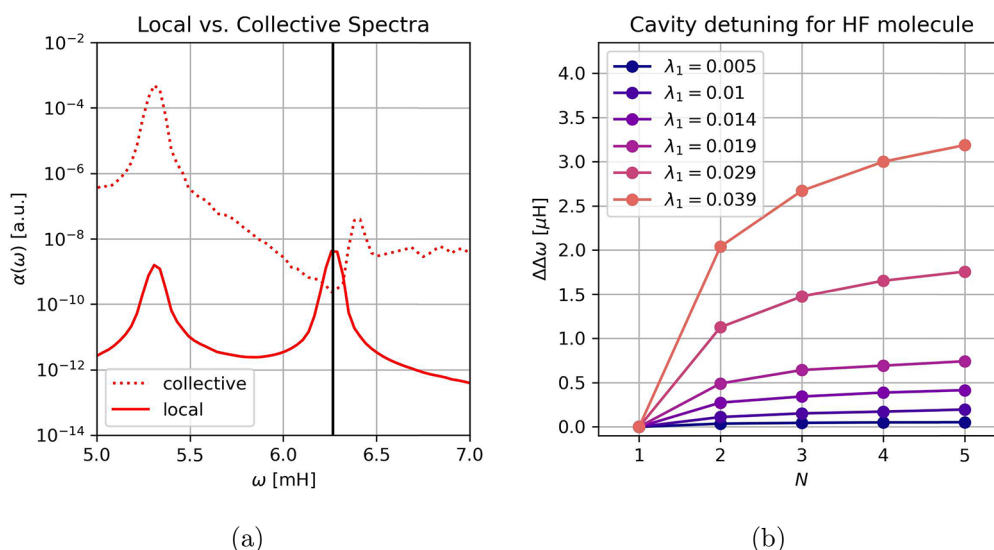 Local vs. Collective Spectra
10⁻²
10⁻⁴
10⁻⁶
10⁻⁸
10⁻¹⁰
10⁻¹²
10⁻¹⁴
α(ω) [a.u.]
collective
local
5.0 5.5 6.0 6.5 7.0
ω [mH]
(a)
Cavity detuning for HF molecule
4.0
3.5
3.0
2.5
2.0
1.5
1.0
0.5
0.0
ΔΔω [μH]
λ₁ = 0.005
λ₁ = 0.01
λ₁ = 0.014
λ₁ = 0.019
λ₁ = 0.029
λ₁ = 0.039
1 2 3 4 5
N
(b)